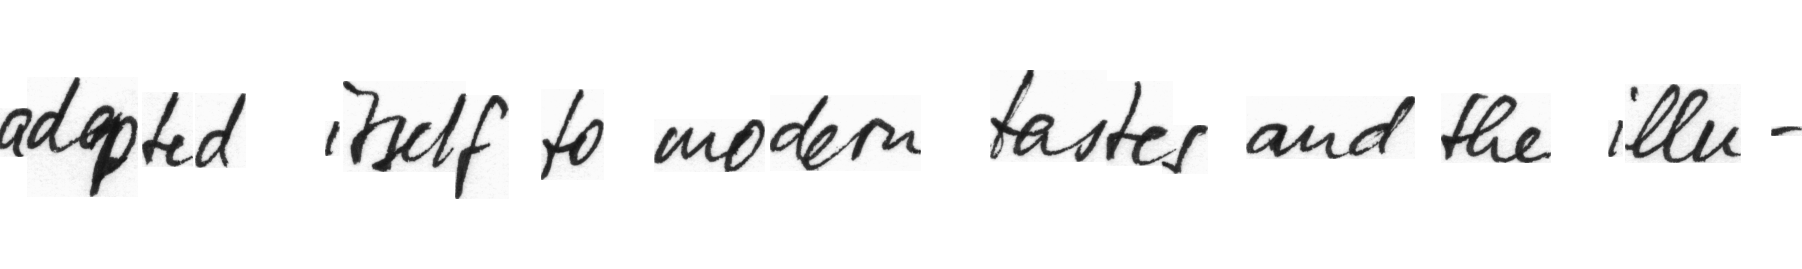 adapted itself to modern tastes and the illu-